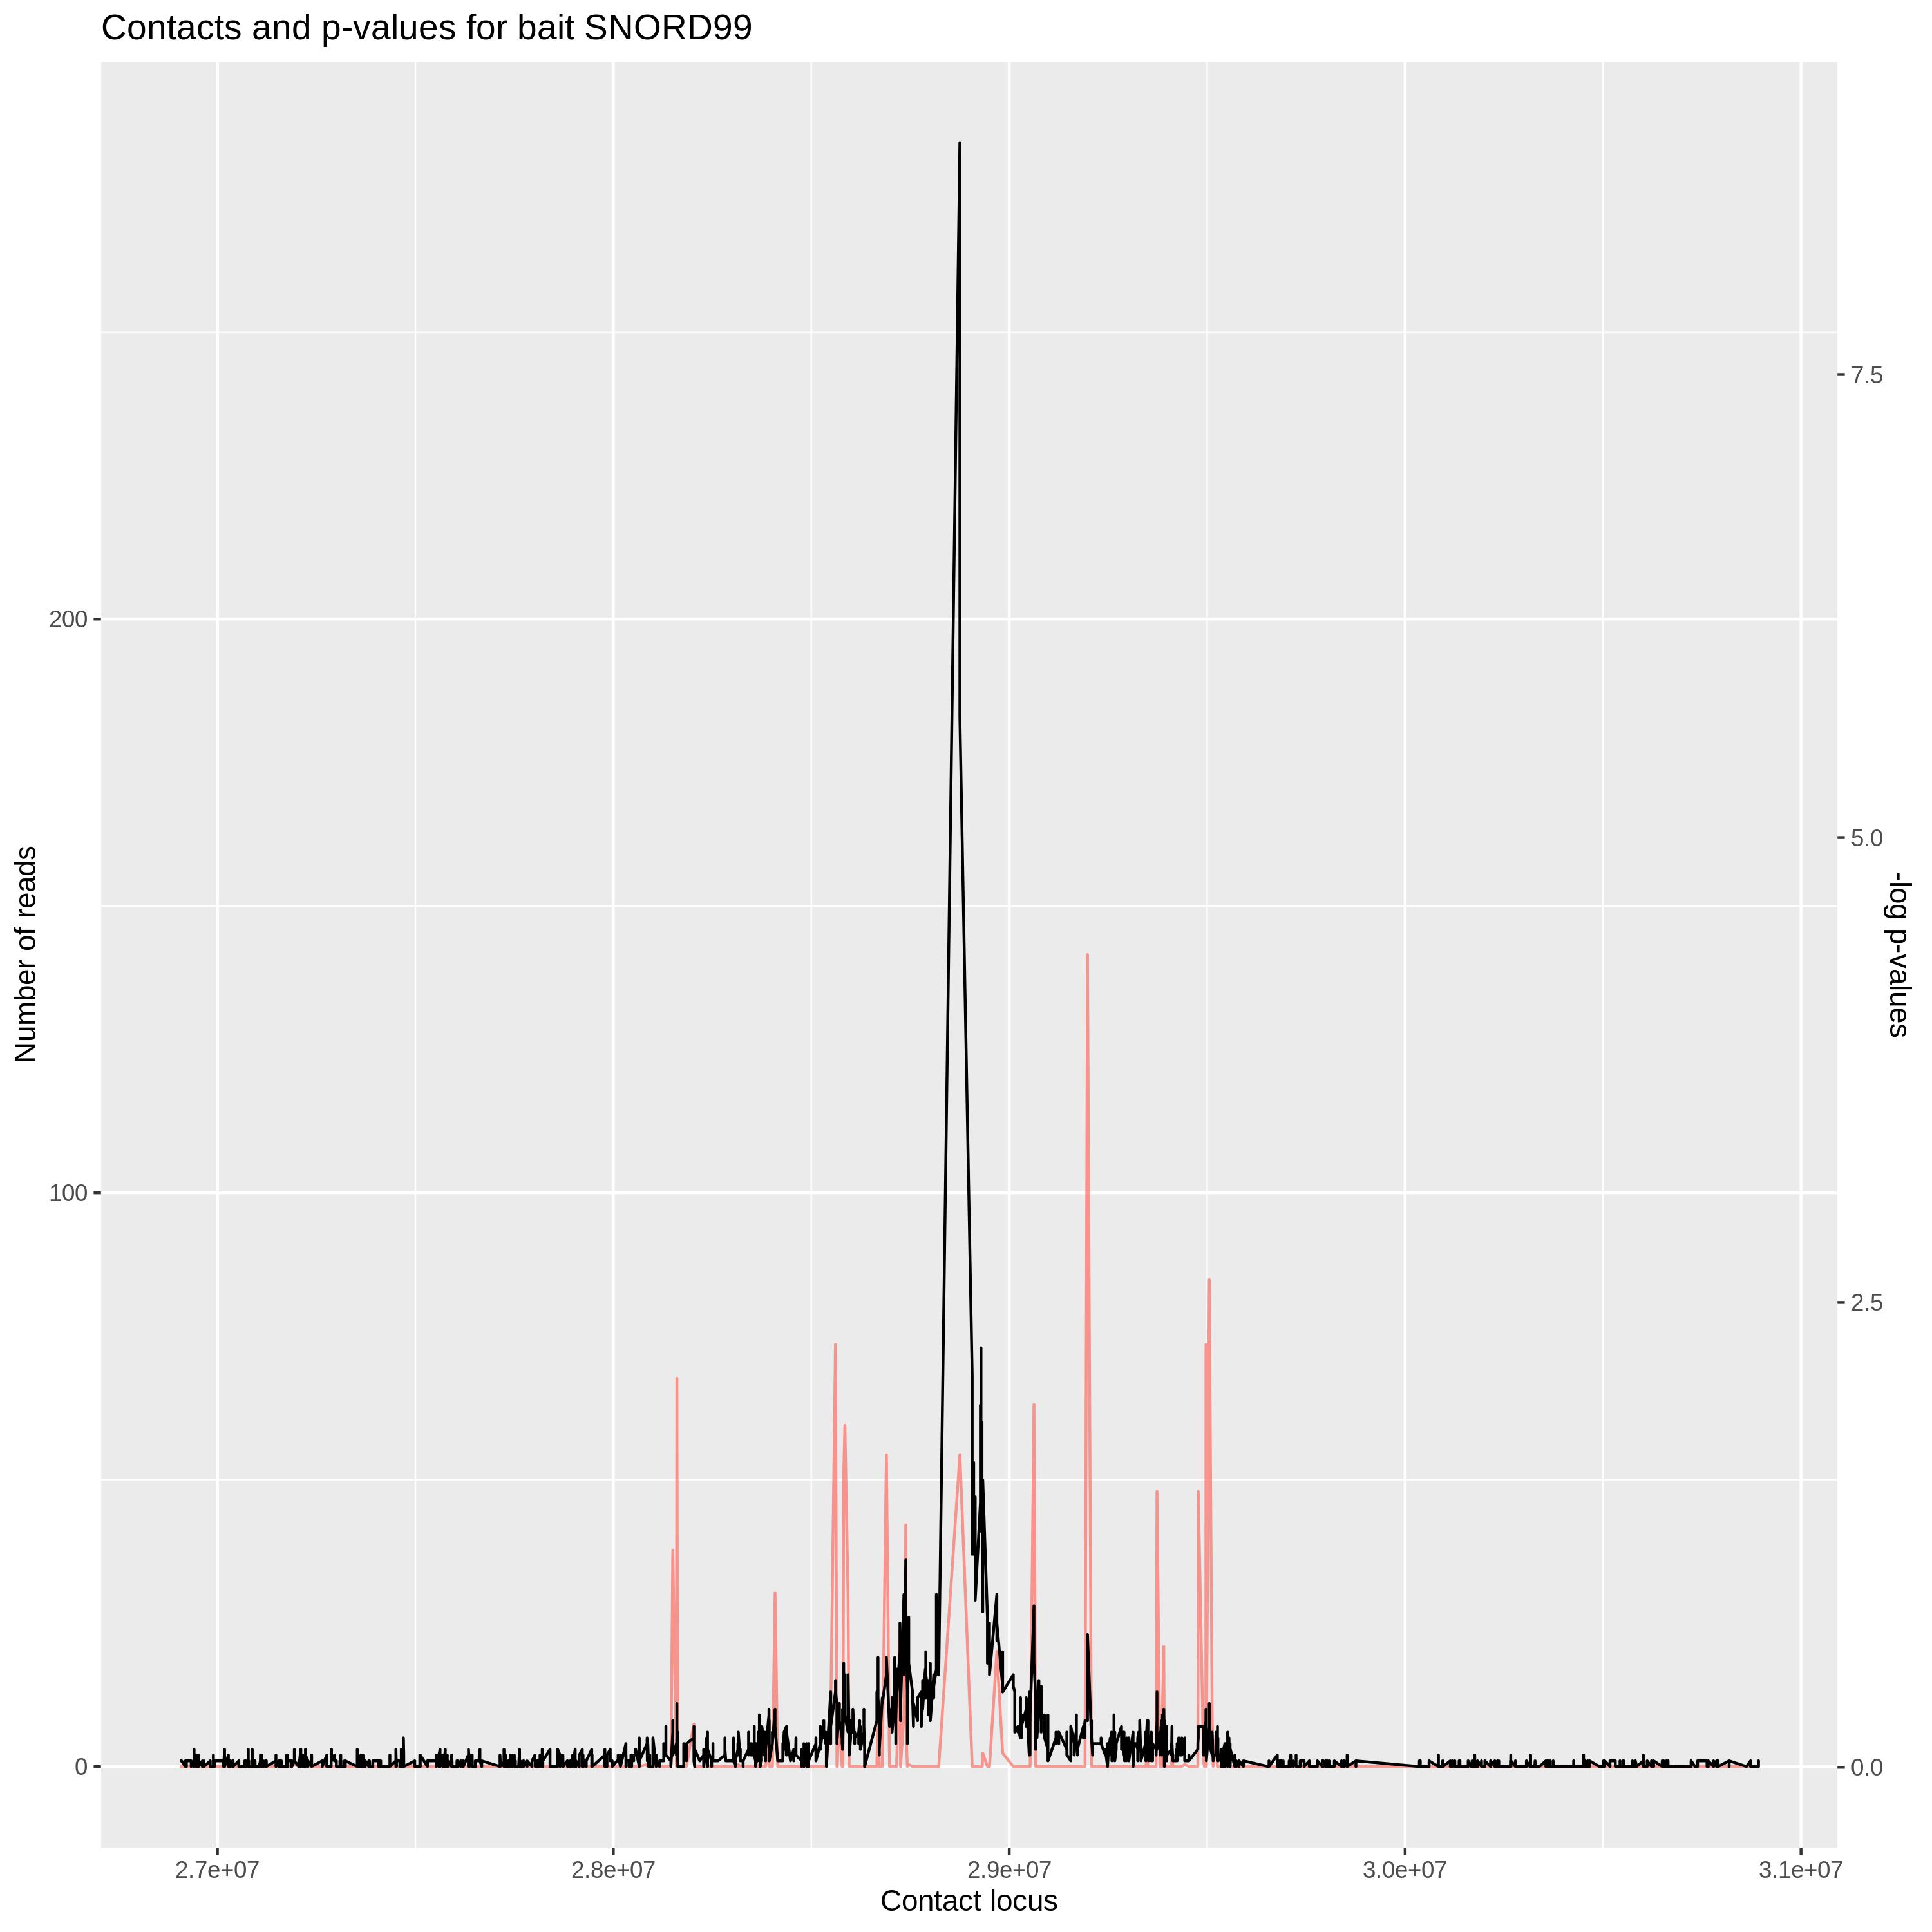 Contacts and p-values for bait SNORD99
Number of reads
200
100
0
7.5
5.0
2.5
0.0
-log p-values
2.7e+07
2.8e+07
2.9e+07
3.0e+07
3.1e+07
Contact locus